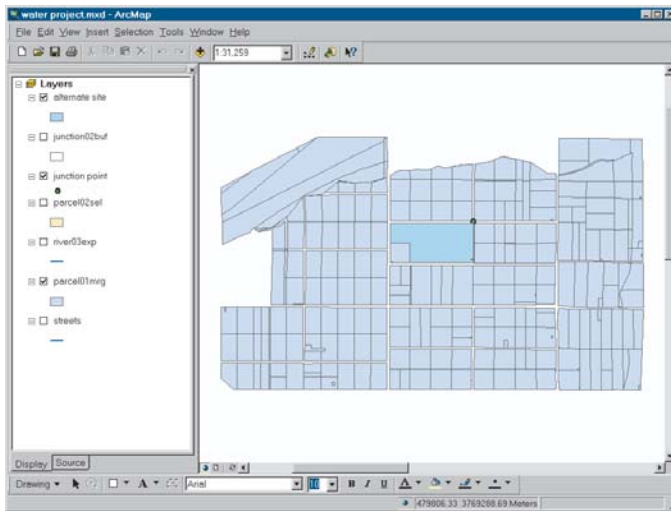 water project.mxd - ArcMap
File Edit View Insert Selection Tools Window Help
1:31,259
Layers
alternate site
junction02buf
junction point
parcel02sel
river03exp
parcel01mrg
streets
Display Source
Drawing A Arial 10 B I U A
479806.33 3769288.69 Meters